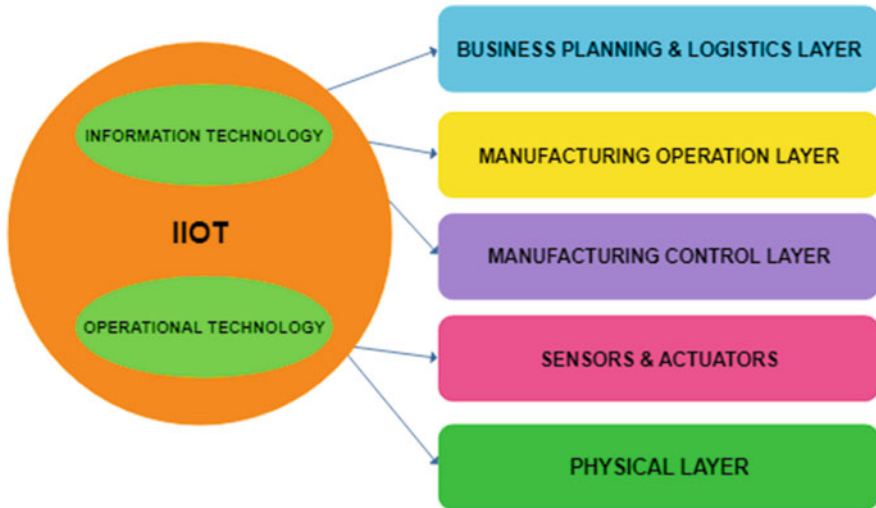 BUSINESS PLANNING & LOGISTICS LAYER
INFORMATION TECHNOLOGY
MANUFACTURING OPERATION LAYER
IIOT
MANUFACTURING CONTROL LAYER
OPERATIONAL TECHNOLOGY
SENSORS & ACTUATORS
PHYSICAL LAYER